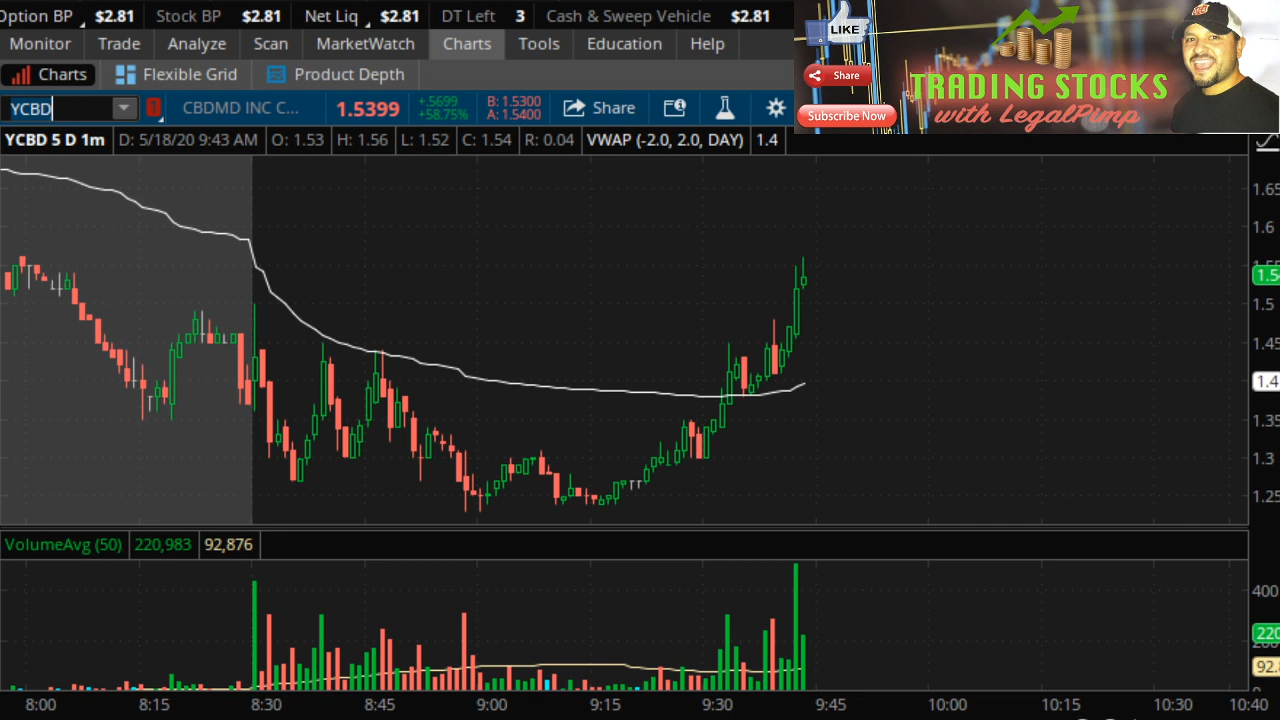 Option BP $2.81 Stock BP $2.81 Net Liq $2.81 DT Left 3 Cash & Sweep Vehicle $2.81
Monitor Trade Analyze Scan MarketWatch Charts Tools Education Help
Charts Flexible Grid Product Depth
YCBD 1 CBDMD INC C... 1.5399 +.5699 +58.75% B: 1.5300 A: 1.5400 Share
LIKE
Share
Subscribe Now
TRADING STOCKS
with LegalPimp
YCBD 5 D 1m D: 5/18/20 9:43 AM O: 1.53 H: 1.56 L: 1.52 C: 1.54 R: 0.04 VWAP (-2.0, 2.0, DAY) 1.4
1.65
1.6
1.5
1.5
1.45
1.4
1.35
1.3
1.25
VolumeAvg (50) 220,983 92,876
400
220
92.8
8:00 8:15 8:30 8:45 9:00 9:15 9:30 9:45 10:00 10:15 10:30 10:40